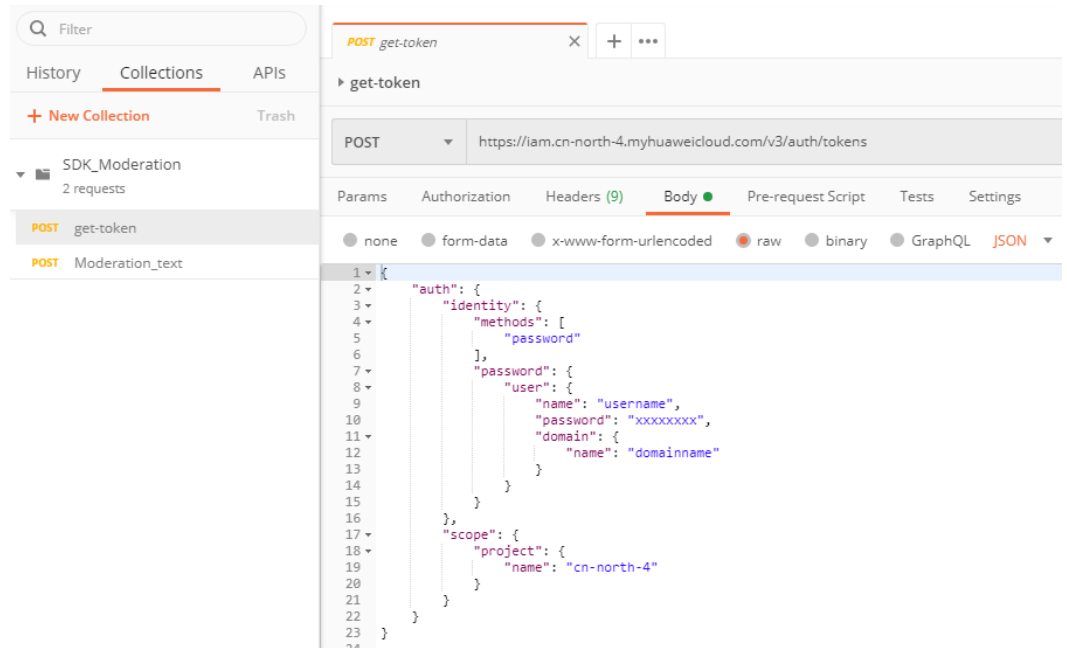 Filter
History Collections APIs
+ New Collection Trash
SDK_Moderation
2 requests
POST get-token
POST Moderation_text
POST get-token
get-token
POST https://iam.cn-north-4.myhuaweicloud.com/v3/auth/tokens
Params Authorization Headers (9) Body Pre-request Script Tests Settings
none form-data x-www-form-urlencoded raw binary GraphQL JSON
1 {
2 "auth": {
3 "identity": {
4 "methods": [
5 "password"
6 ],
7 "password": {
8 "user": {
9 "name": "username",
10 "password": "xxxxxxxx",
11 "domain": {
12 "name": "domainname"
13 }
14 }
15 }
16 },
17 "scope": {
18 "project": {
19 "name": "cn-north-4"
20 }
21 }
22 }
23 }
24